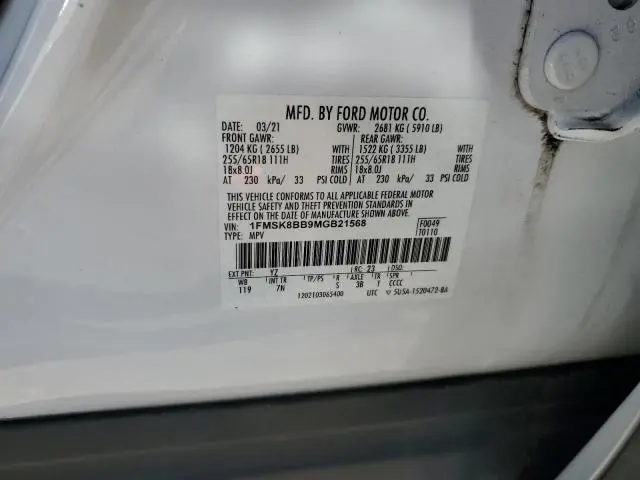 MFD. BY FORD MOTOR CO.
DATE: 03/21 GVWR: 2681 KG ( 5910 LB)
FRONT GAWR: REAR GAWR:
1204 KG ( 2655 LB) WITH 1522 KG ( 3355 LB) WITH
255/65R18 111H TIRES 255/65R18 111H TIRES
18x8.0J RIMS 18x8.0J RIMS
AT 230 kPa/ 33 PSI COLD AT 230 kPa/ 33 PSI COLD
THIS VEHICLE CONFORMS TO ALL APPLICABLE FEDERAL MOTOR
VEHICLE SAFETY AND THEFT PREVENTION STANDARDS IN
EFFECT ON THE DATE OF MANUFACTURE SHOWN ABOVE.
VIN: 1FMSK8BB9MGB21568 F0049
TYPE: MPV T0110
EXT PNT: YZ RC: 23 DSO:
WB INT TR TP/PS R AXLE TR SPR
119 7N S 3B I CCCC
1202103065400 UTC 5U5A-1520472-BA